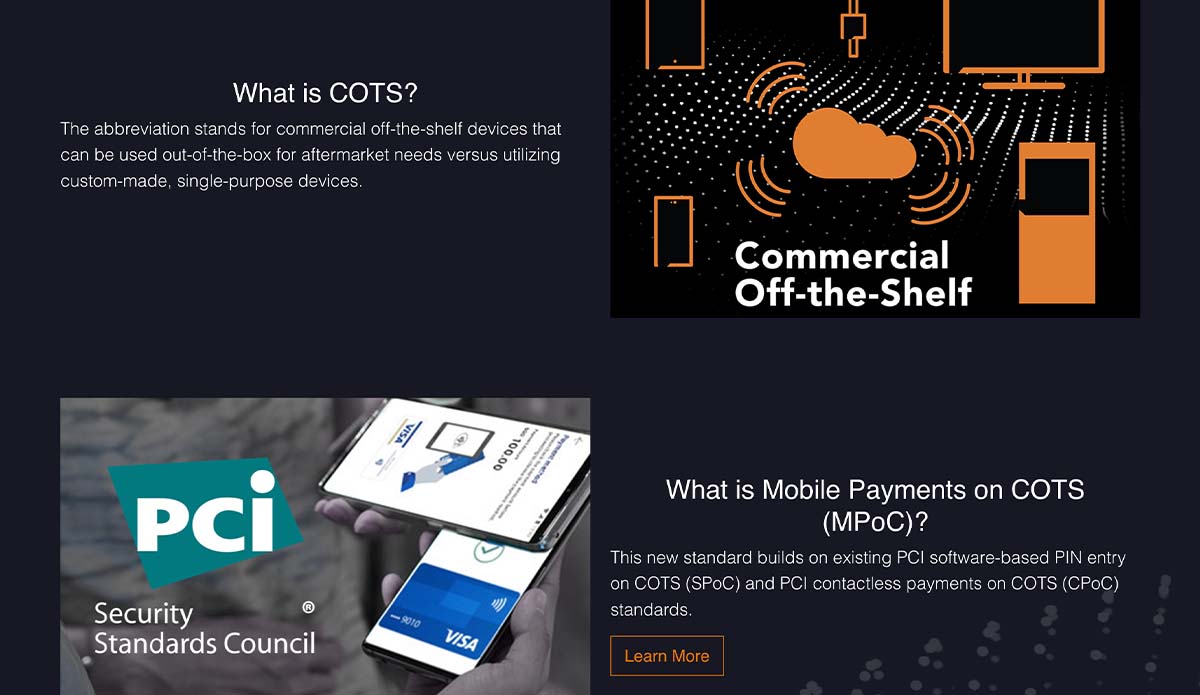 What is COTS?
The abbreviation stands for commercial off-the-shelf devices that
can be used out-of-the-box for aftermarket needs versus utilizing
custom-made, single-purpose devices.
Commercial
Off-the-Shelf
PCi
Security ®
Standards Council
VISA
SGD 100.00
Payment Method
9010
VISA
What is Mobile Payments on COTS
(MPoC)?
This new standard builds on existing PCI software-based PIN entry
on COTS (SPoC) and PCI contactless payments on COTS (CPoC)
standards.
Learn More